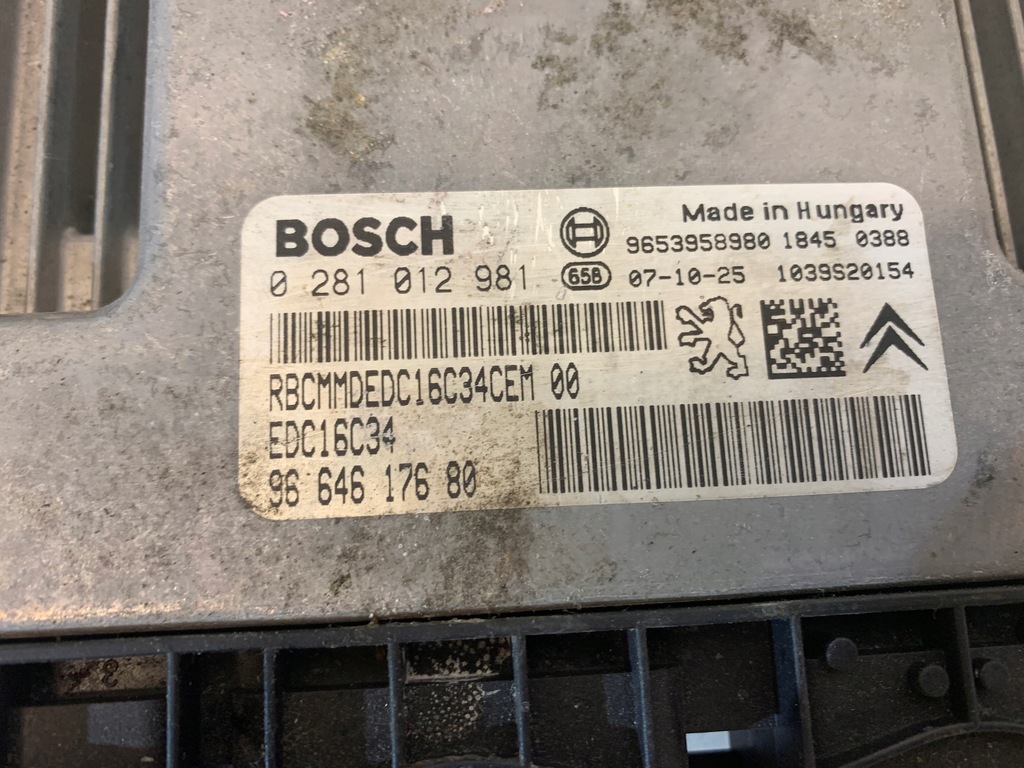 BOSCH
Made in Hungary
9653958980 1845 0388
0 281 012 981
658
07-10-25 1039S20154
RBCMMDEDC16C34CEM 00
EDC16C34
96 646 176 80